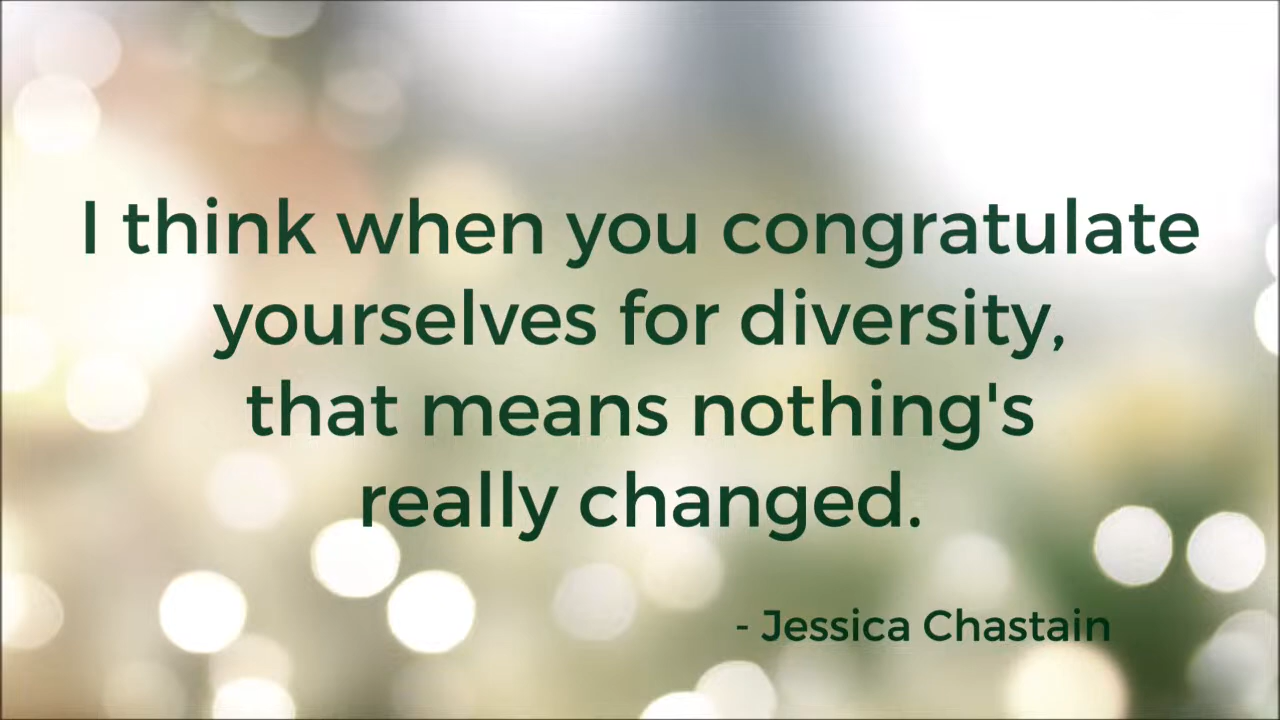 I think when you congratulate
yourselves for diversity,
that means nothing's
really changed.
- Jessica Chastain